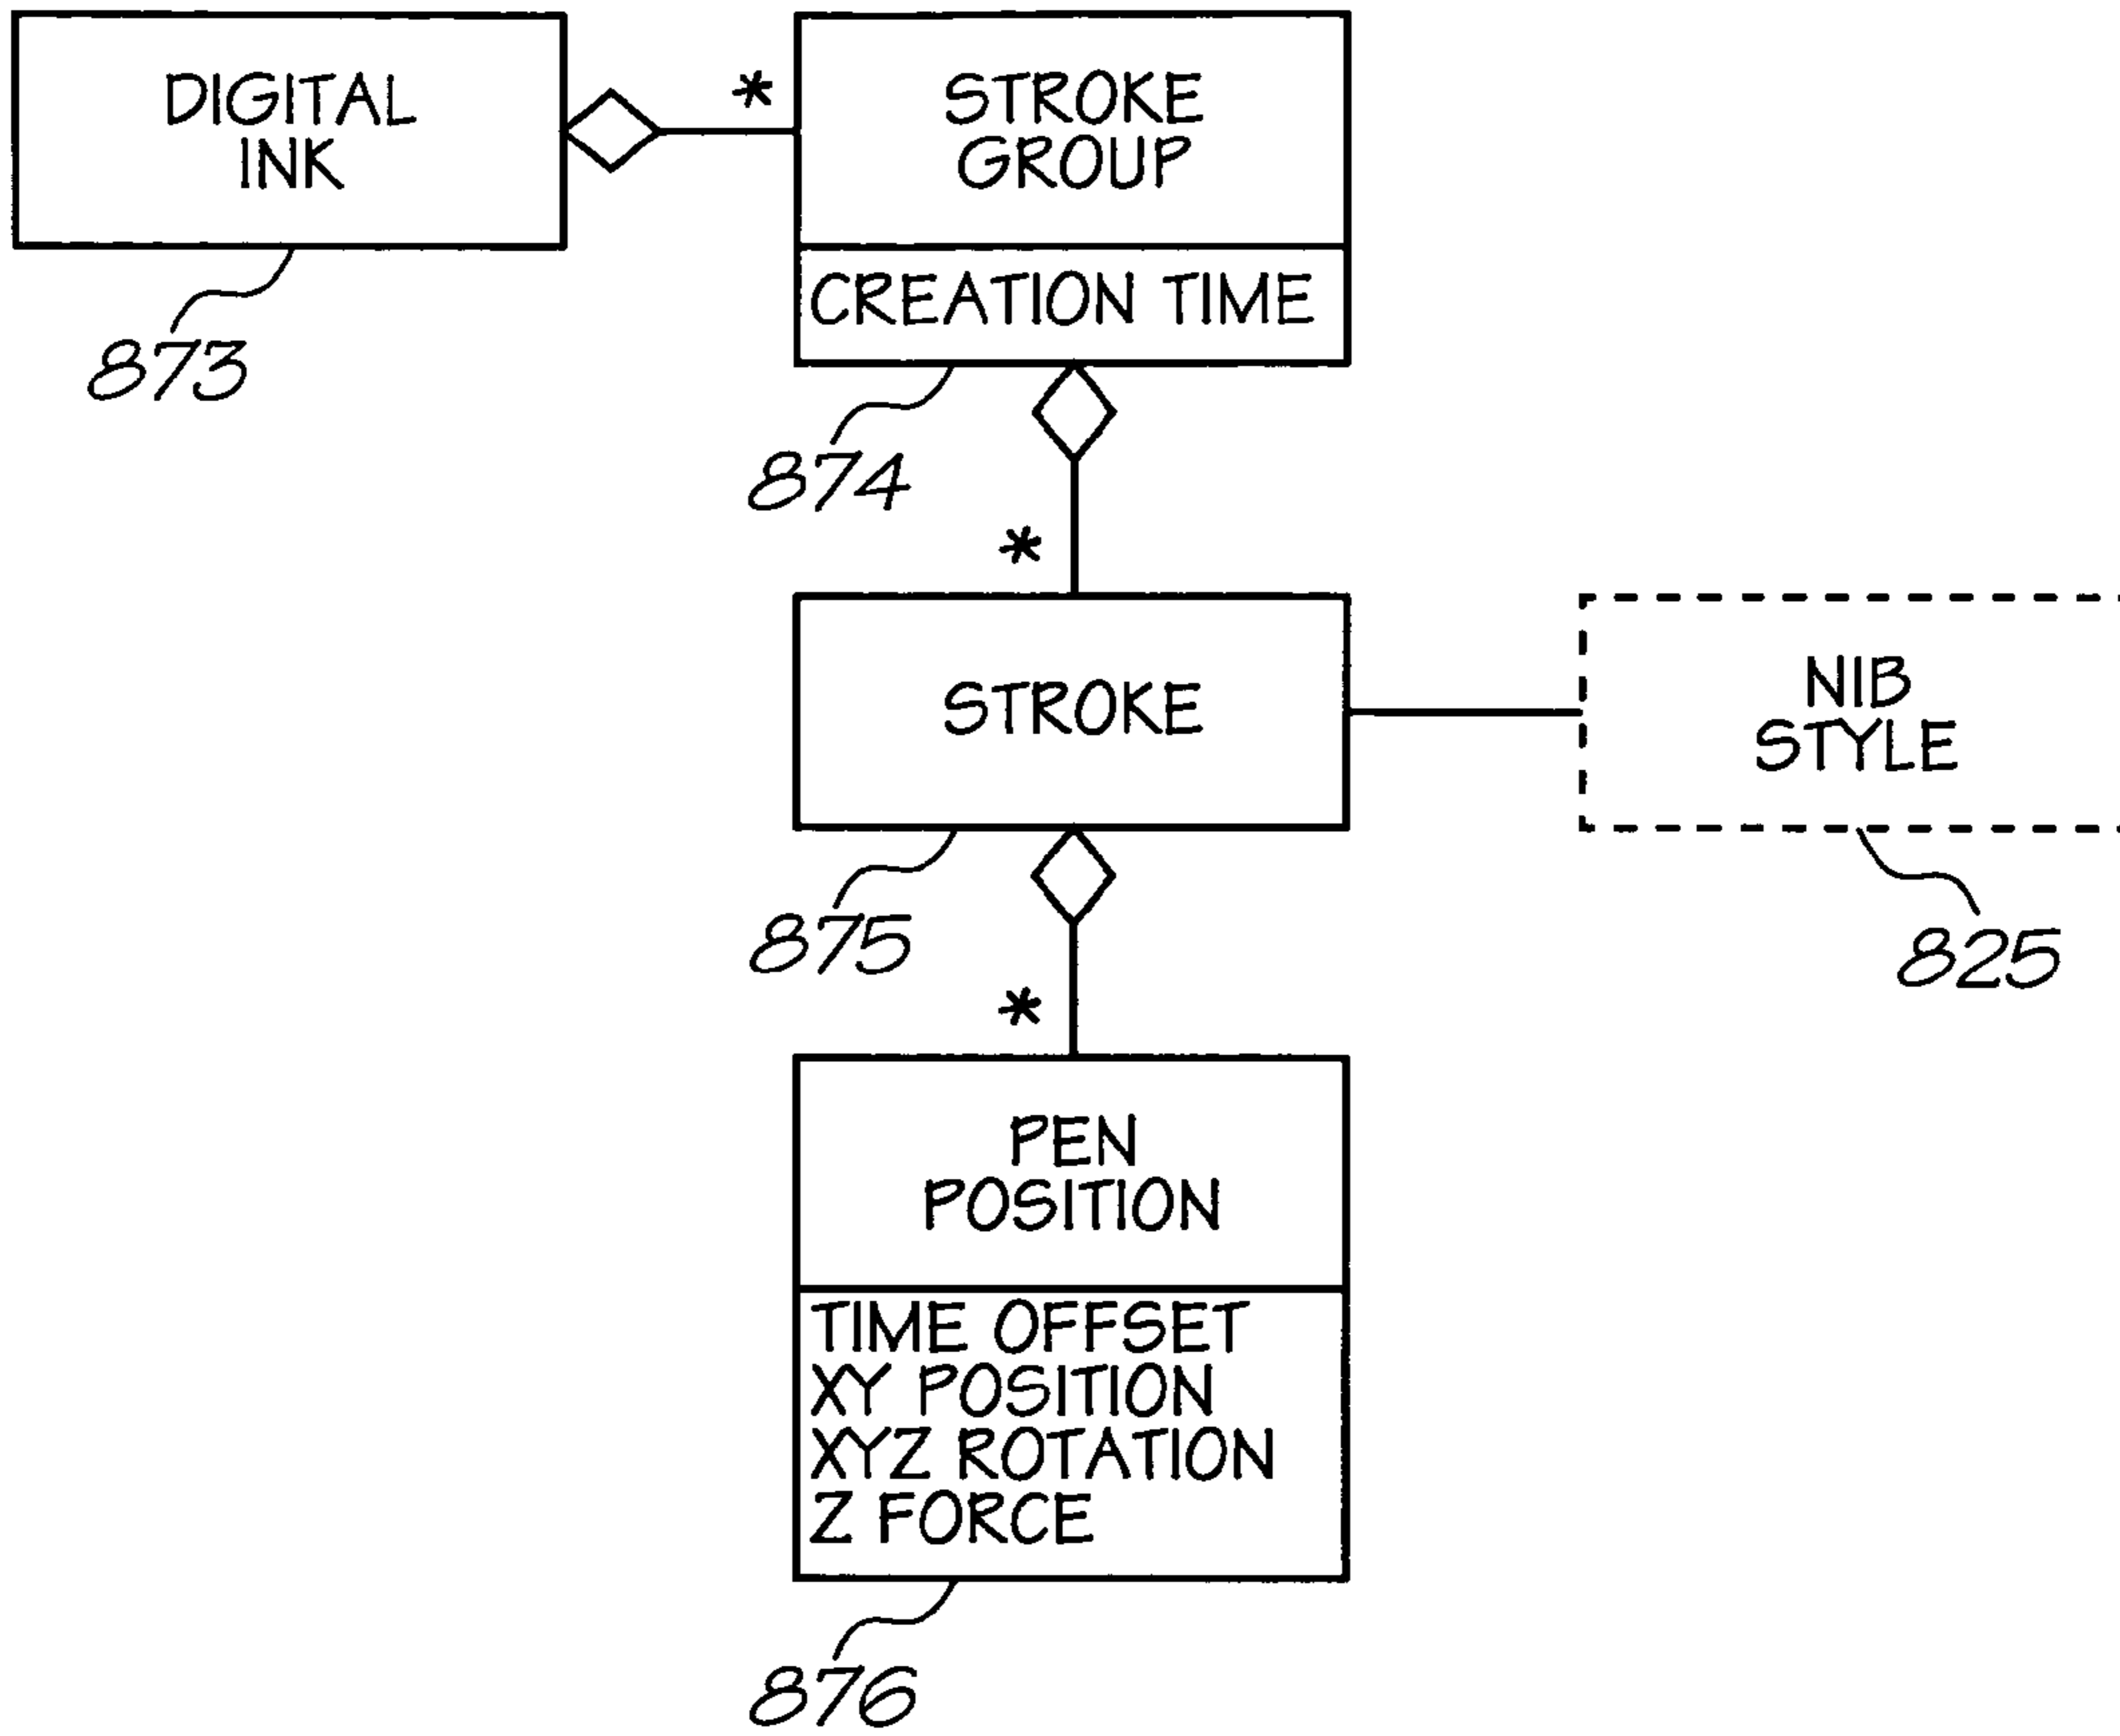 DIGITAL
INK
*
STROKE
GROUP
CREATION TIME
873
874
*
STROKE
NIB
STYLE
875
825
*
PEN
POSITION
TIME OFFSET
XY POSITION
XYZ ROTATION
Z FORCE
876